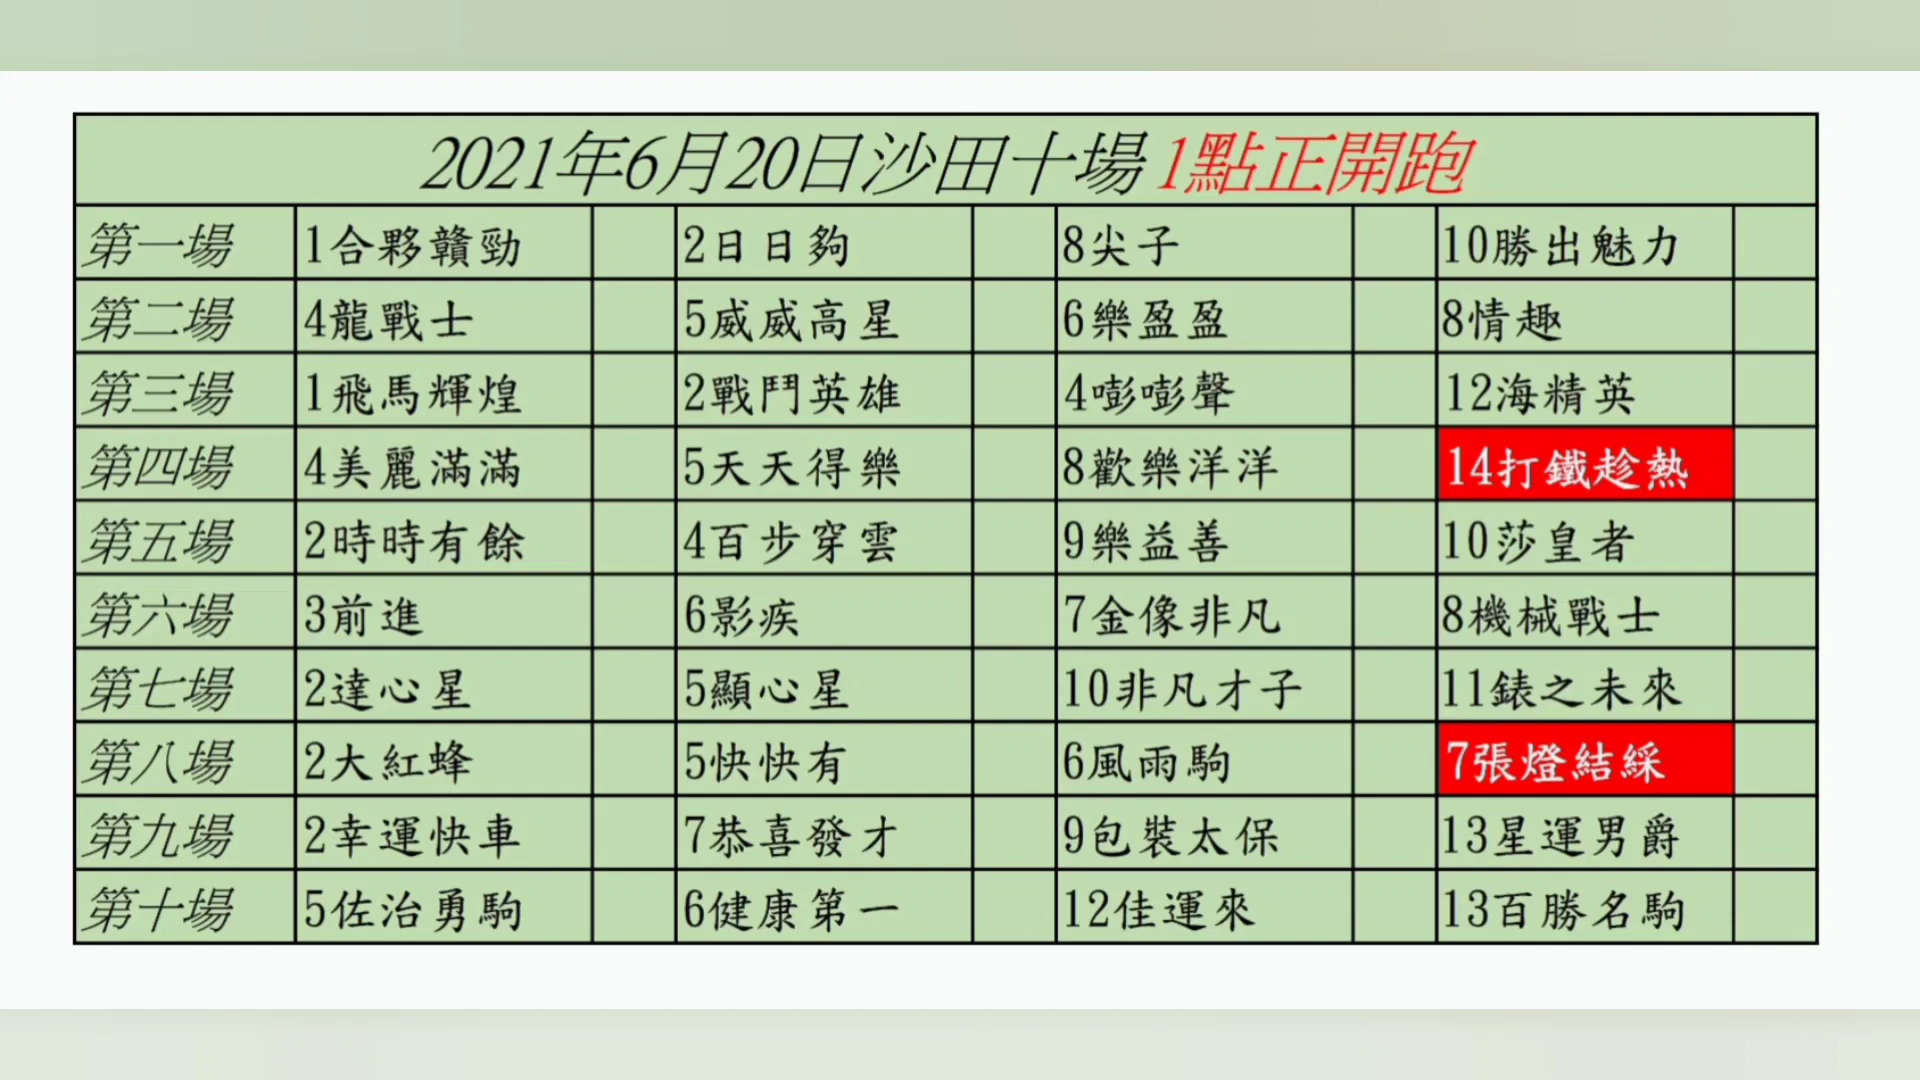 2021年6月20日沙田十場 1點正開跑
第一場 1合夥贛勁 2日日夠 8尖子 10勝出魅力
第二場 4龍戰士 5威威高星 6樂盈盈 8情趣
第三場 1飛馬輝煌 2戰鬥英雄 4嘭嘭聲 12海精英
第四場 4美麗滿滿 5天天得樂 8歡樂洋洋 14打鐵趁熱
第五場 2時時有餘 4百步穿雲 9樂益善 10莎皇者
第六場 3前進 6影疾 7金像非凡 8機械戰士
第七場 2達心星 5顯心星 10非凡才子 11錶之未來
第八場 2大紅蜂 5快快有 6風雨駒 7張燈結綵
第九場 2幸運快車 7恭喜發才 9包裝太保 13星運男爵
第十場 5佐治勇駒 6健康第一 12佳運來 13百勝名駒